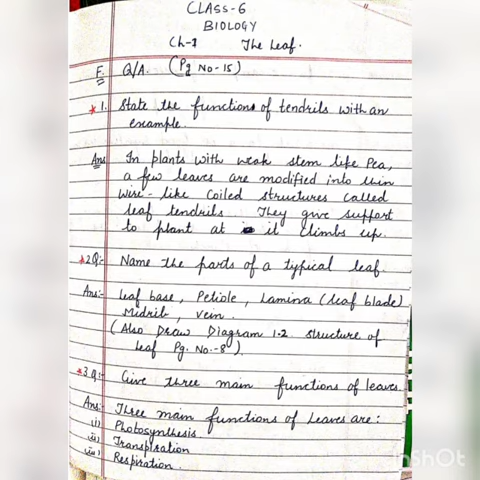 CLASS-6
BIOLOGY
Ch-1 The Leaf.
F. Q/A. (Pg No-15)
*1. State the functions of tendrils with an
example.
Ans In plants with weak stem like Pea,
a few leaves are modified into thin
wire-like coiled structures called
leaf tendrils. They give support
to plant as it climbs up.
*2Q:- Name the parts of a typical leaf.
Ans:- Leaf base, Petiole, Lamina (leaf blade)
Midrib, vein.
(Also Draw Diagram 1.2 structure of
leaf Pg. No.-8).
*3Q:- Give three main functions of leaves
Ans:- Three main functions of leaves are:
(i) Photosynthesis.
(ii) Transpiration
(iii) Respiration.
InShOt